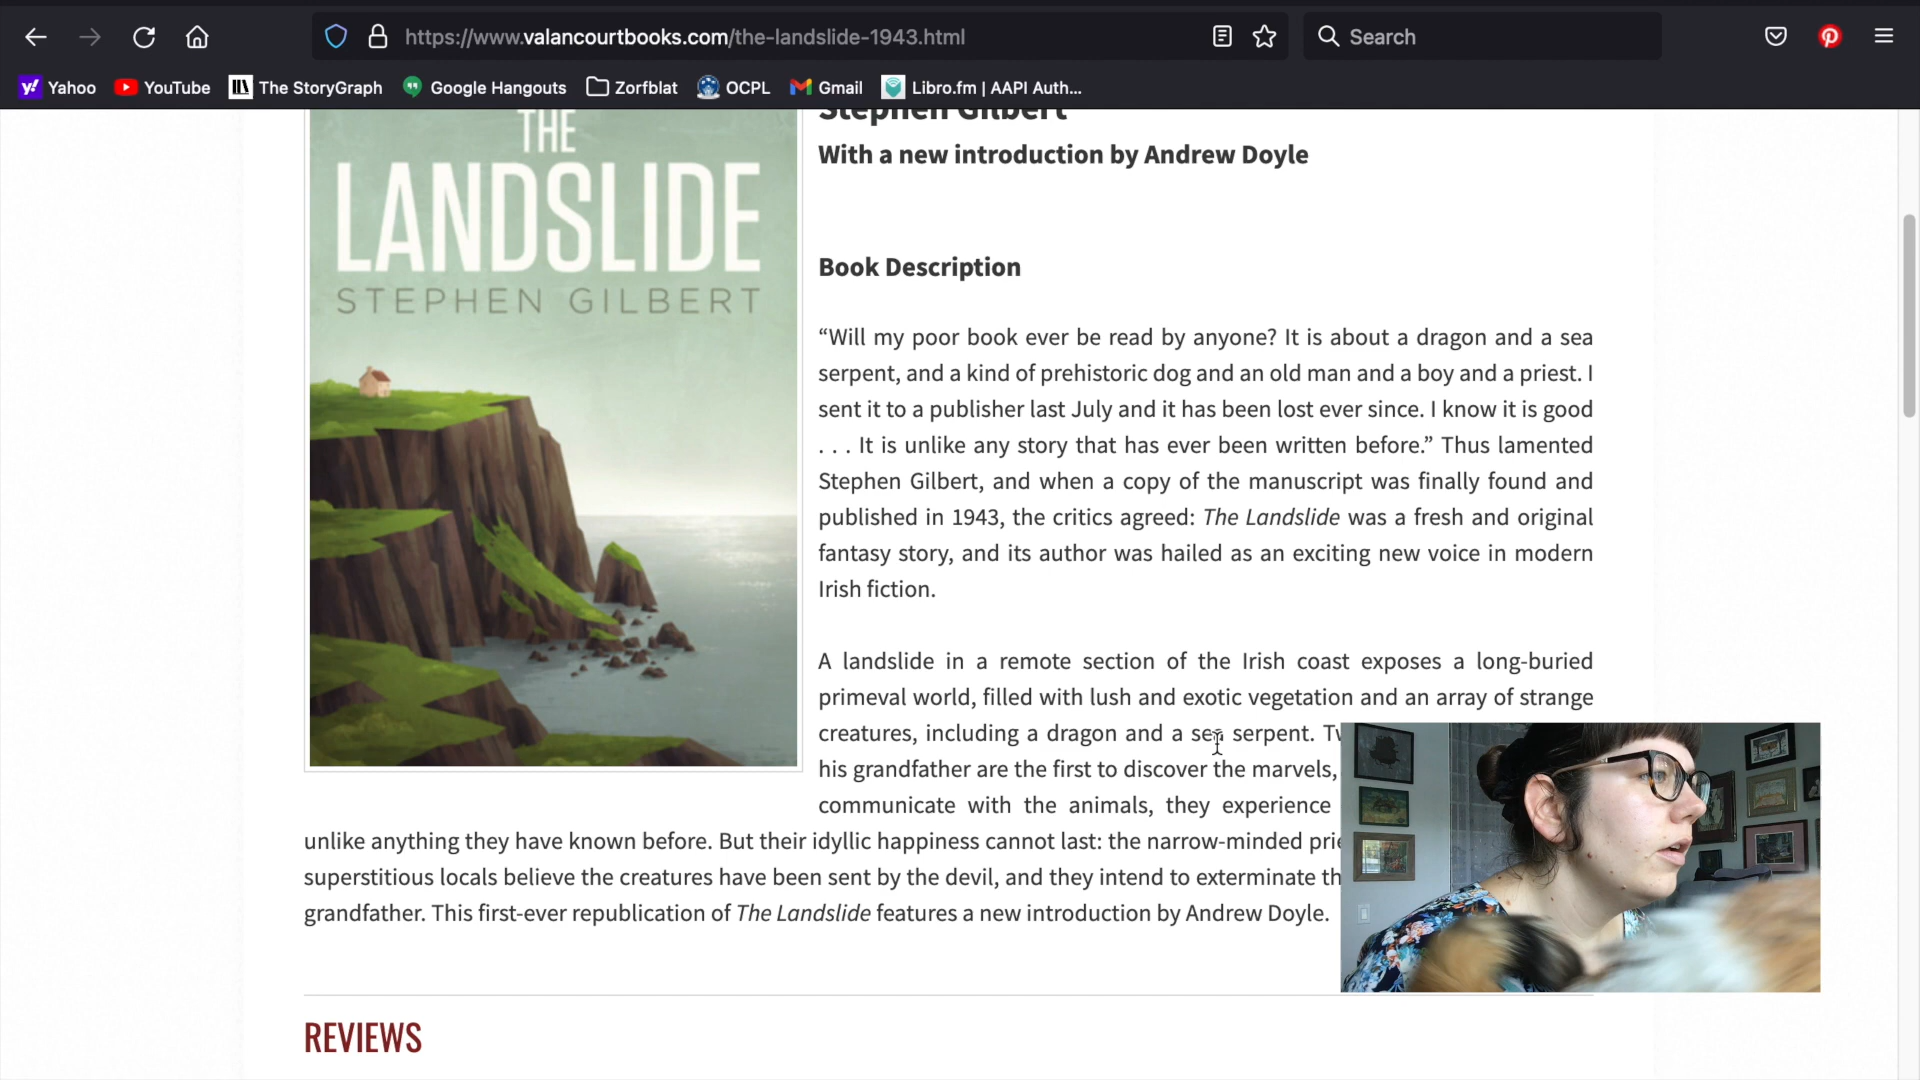 https://www.valancourtbooks.com/the-landslide-1943.html
Search
Yahoo
YouTube
The StoryGraph
Google Hangouts
Zorfblat
OCPL
Gmail
Libro.fm | AAPI Auth...
THE
LANDSLIDE
STEPHEN GILBERT
Stephen Gilbert
With a new introduction by Andrew Doyle
Book Description
“Will my poor book ever be read by anyone? It is about a dragon and a sea
serpent, and a kind of prehistoric dog and an old man and a boy and a priest. I
sent it to a publisher last July and it has been lost ever since. I know it is good
. . . It is unlike any story that has ever been written before.” Thus lamented
Stephen Gilbert, and when a copy of the manuscript was finally found and
published in 1943, the critics agreed: The Landslide was a fresh and original
fantasy story, and its author was hailed as an exciting new voice in modern
Irish fiction.
A landslide in a remote section of the Irish coast exposes a long-buried
primeval world, filled with lush and exotic vegetation and an array of strange
creatures, including a dragon and a sea serpent.
his grandfather are the first to discover the marvels,
communicate with the animals, they experience
unlike anything they have known before. But their idyllic happiness cannot last: the narrow-minded
superstitious locals believe the creatures have been sent by the devil, and they intend to exterminate
grandfather. This first-ever republication of The Landslide features a new introduction by Andrew Doyle.
REVIEWS